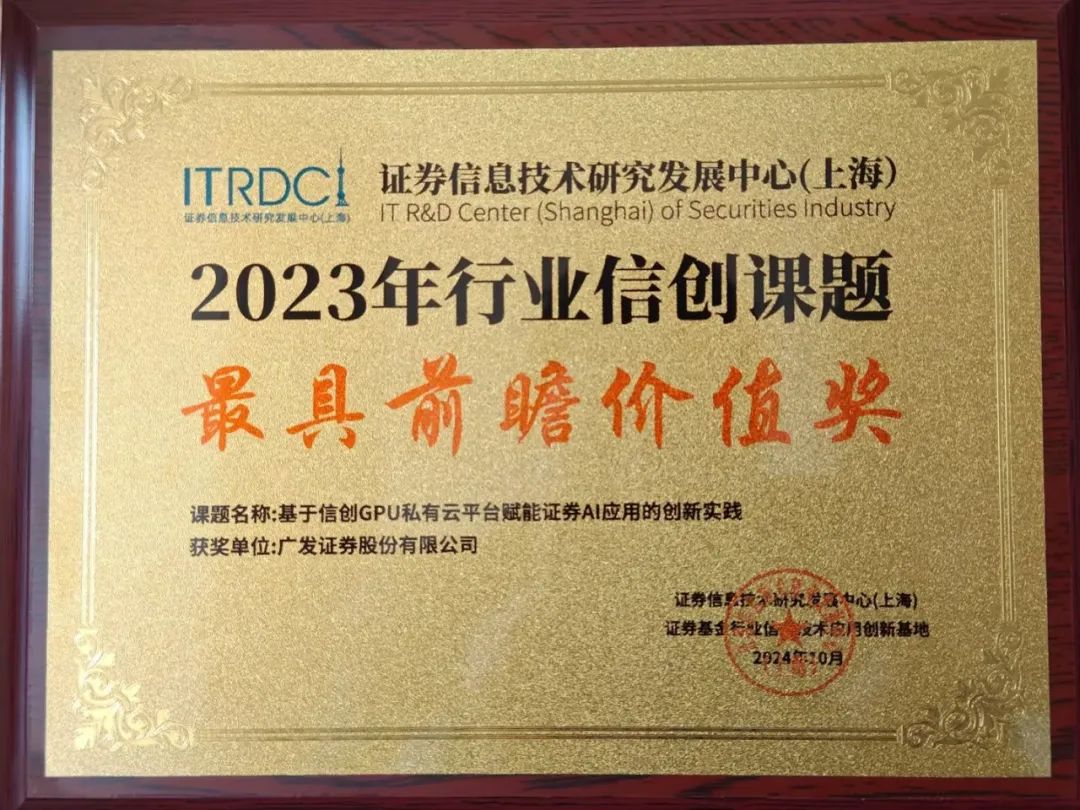 ITRDC
证券信息技术研究发展中心(上海)
证券信息技术研究发展中心(上海)
IT R&D Center (Shanghai) of Securities Industry
2023年行业信创课题
最具前瞻价值奖
课题名称:基于信创GPU私有云平台赋能证券AI应用的创新实践
获奖单位:广发证券股份有限公司
证券信息技术研究发展中心(上海)
证券基金行业信息技术应用创新基地
2024年10月